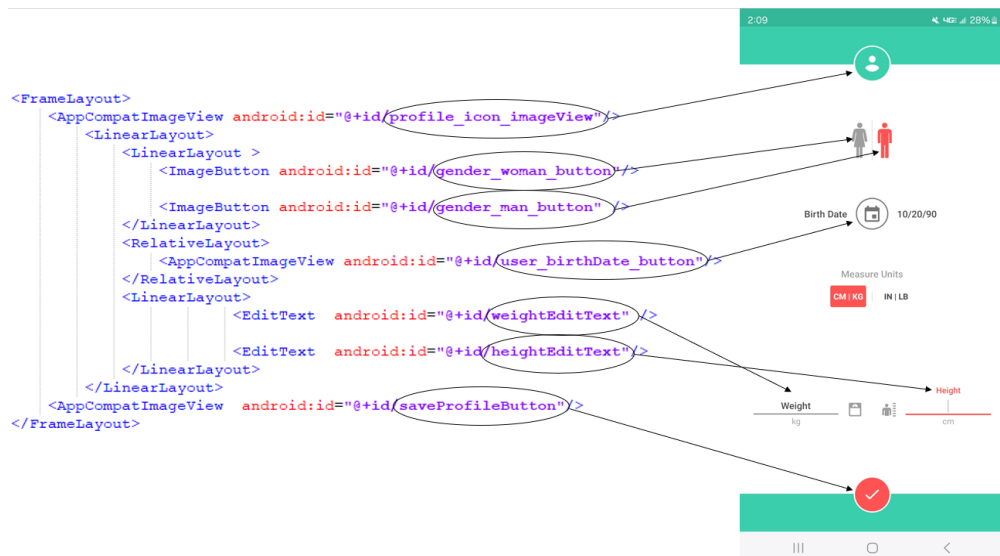 <FrameLayout>
<AppCompatImageView android:id="@+id/profile_icon_imageView"/>
<LinearLayout>
<LinearLayout >
<ImageButton android:id="@+id/gender_woman_button"/>
<ImageButton android:id="@+id/gender_man_button" />
</LinearLayout>
<RelativeLayout>
<AppCompatImageView android:id="@+id/user_birthDate_button"/>
</RelativeLayout>
<LinearLayout>
<EditText android:id="@+id/weightEditText" />
<EditText android:id="@+id/heightEditText"/>
</LinearLayout>
</LinearLayout>
<AppCompatImageView android:id="@+id/saveProfileButton"/>
</FrameLayout>
2:09 4G 28%
Birth Date 10/20/90
Measure Units
CM | KG IN | LB
Height
Weight
kg cm